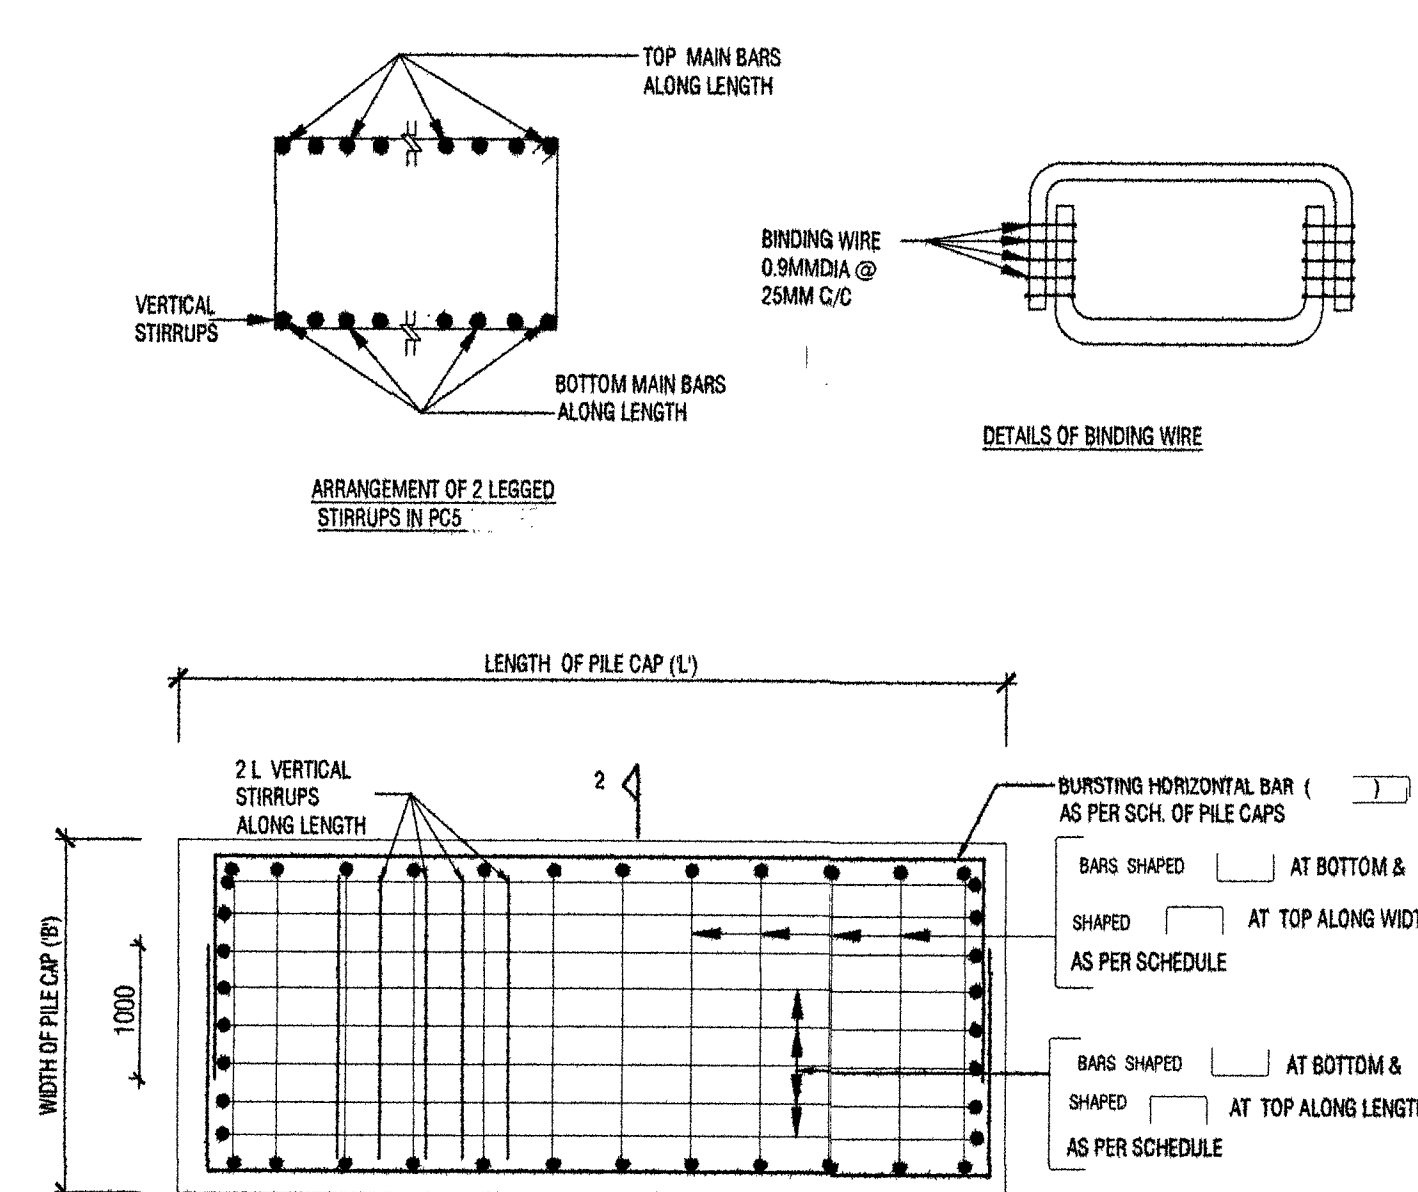 TOP MAIN BARS
ALONG LENGTH
VERTICAL
STIRRUPS
BOTTOM MAIN BARS
ALONG LENGTH
ARRANGEMENT OF 2 LEGGED
STIRRUPS IN PC5
BINDING WIRE
0.9MMDIA @
25MM C/C
DETAILS OF BINDING WIRE
LENGTH OF PILE CAP ('L')
2 L VERTICAL
STIRRUPS
ALONG LENGTH
2
BURSTING HORIZONTAL BAR ( )
AS PER SCH. OF PILE CAPS
BARS SHAPED AT BOTTOM &
SHAPED AT TOP ALONG WIDT
AS PER SCHEDULE
WIDTH OF PILE CAP ('B')
1000
BARS SHAPED AT BOTTOM &
SHAPED AT TOP ALONG LENGT
AS PER SCHEDULE